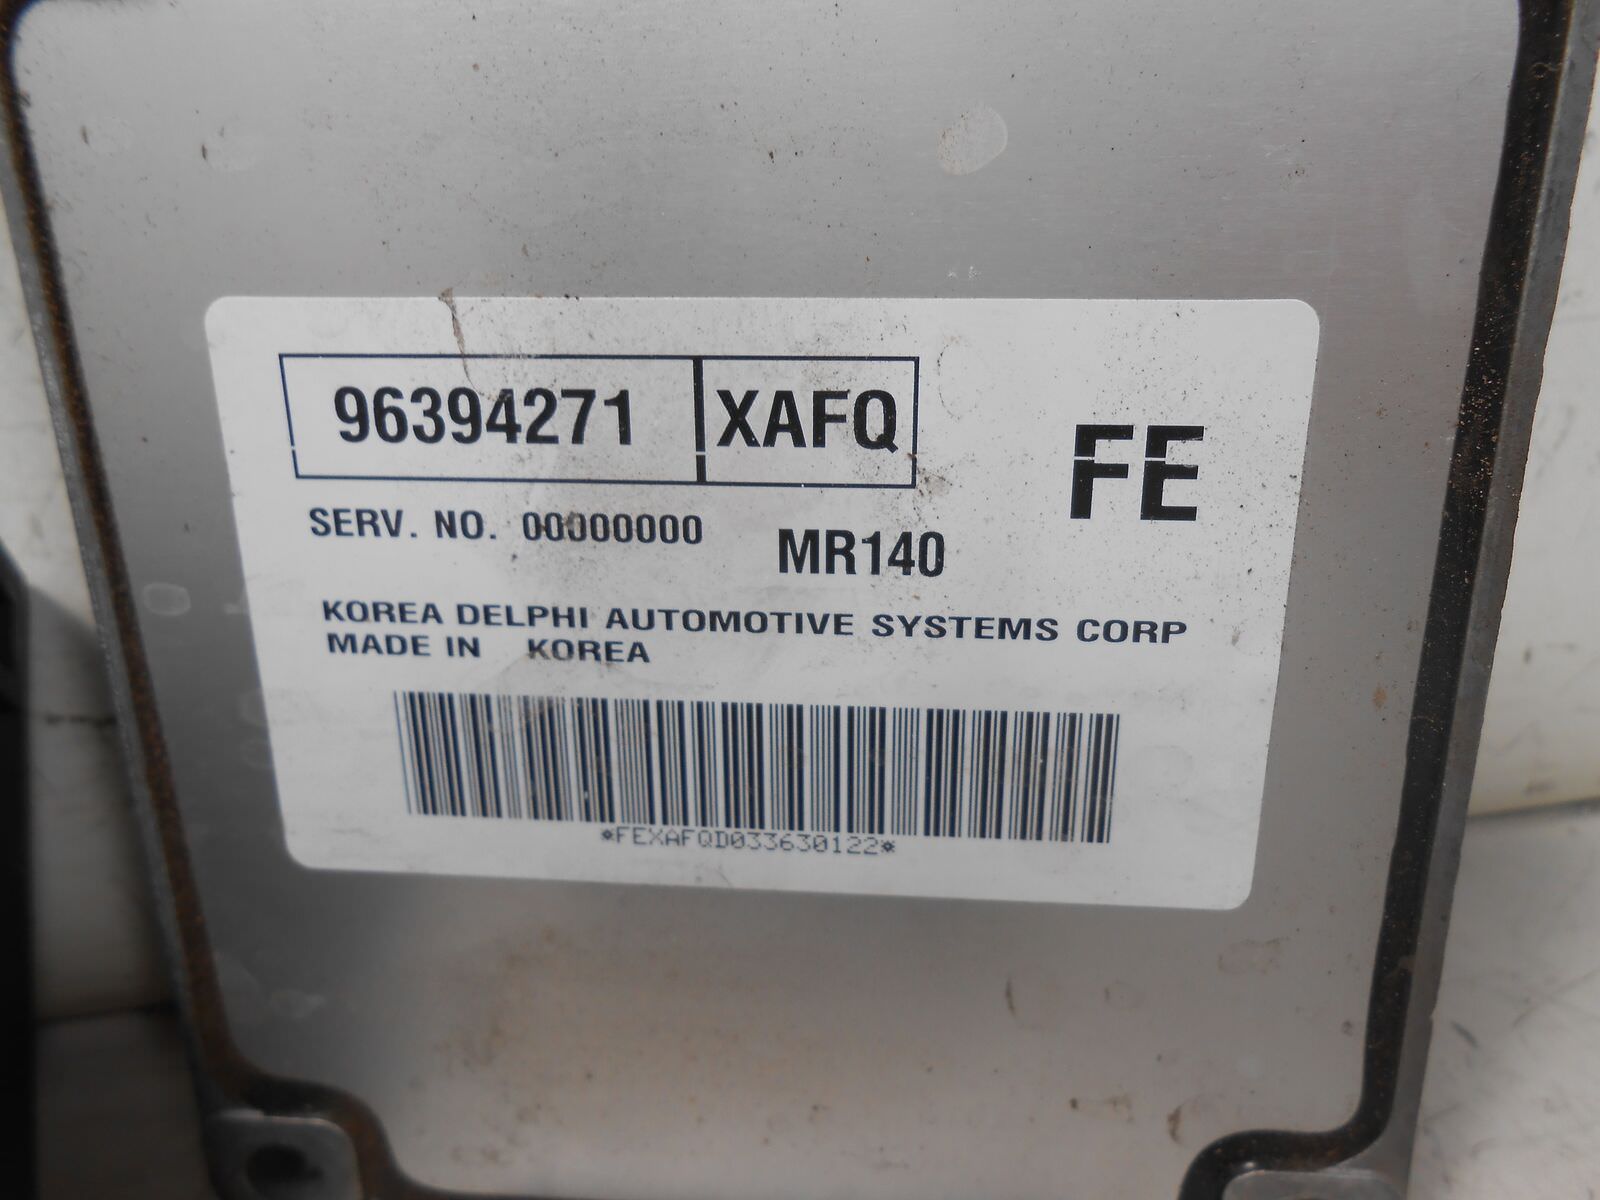 96394271 XAFQ
FE
SERV. NO. 00000000
MR140
KOREA DELPHI AUTOMOTIVE SYSTEMS CORP
MADE IN KOREA
*FEXAFQD033630122*